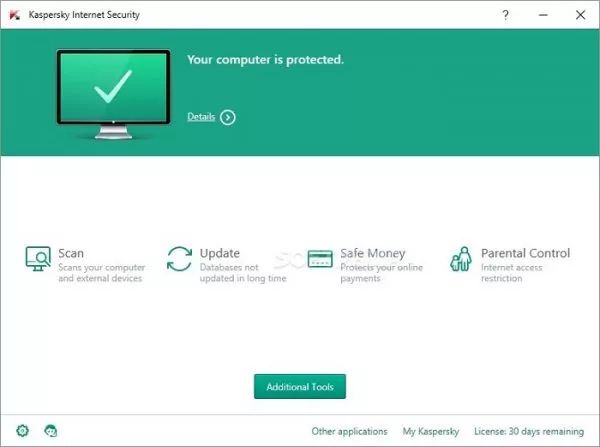 Kaspersky Internet Security
Your computer is protected.
Details
Scan
Scans your computer
and external devices
Update
Databases not
updated in long time
Safe Money
Protects your online
payments
Parental Control
Internet access
restriction
Additional Tools
Other applications My Kaspersky License: 30 days remaining